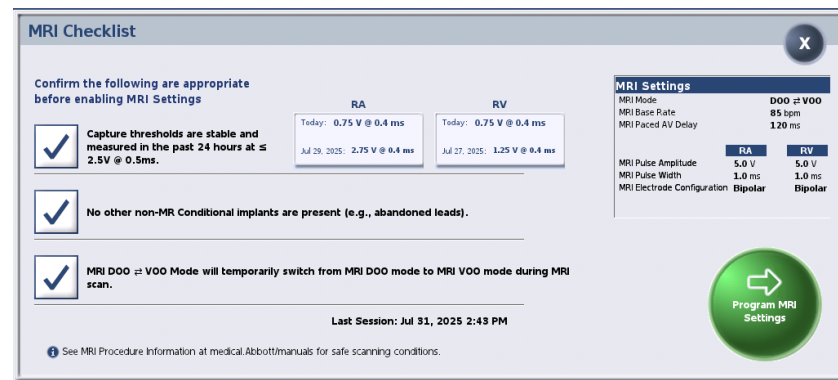 MRI Checklist
X
Confirm the following are appropriate
before enabling MRI Settings
RA
RV
Today: 0.75 V @ 0.4 ms
Jul 29, 2025: 2.75 V @ 0.4 ms
Today: 0.75 V @ 0.4 ms
Jul 27, 2025: 1.25 V @ 0.4 ms
Capture thresholds are stable and
measured in the past 24 hours at ≤
2.5V @ 0.5ms.
No other non-MR Conditional implants are present (e.g., abandoned leads).
MRI DOO ⇄ VOO Mode will temporarily switch from MRI DOO mode to MRI VOO mode during MRI
scan.
Last Session: Jul 31, 2025 2:43 PM
See MRI Procedure Information at medical.Abbott/manuals for safe scanning conditions.
MRI Settings
MRI Mode DOO ⇄ VOO
MRI Base Rate 85 bpm
MRI Paced AV Delay 120 ms
RA RV
MRI Pulse Amplitude 5.0 V 5.0 V
MRI Pulse Width 1.0 ms 1.0 ms
MRI Electrode Configuration Bipolar Bipolar
Program MRI
Settings